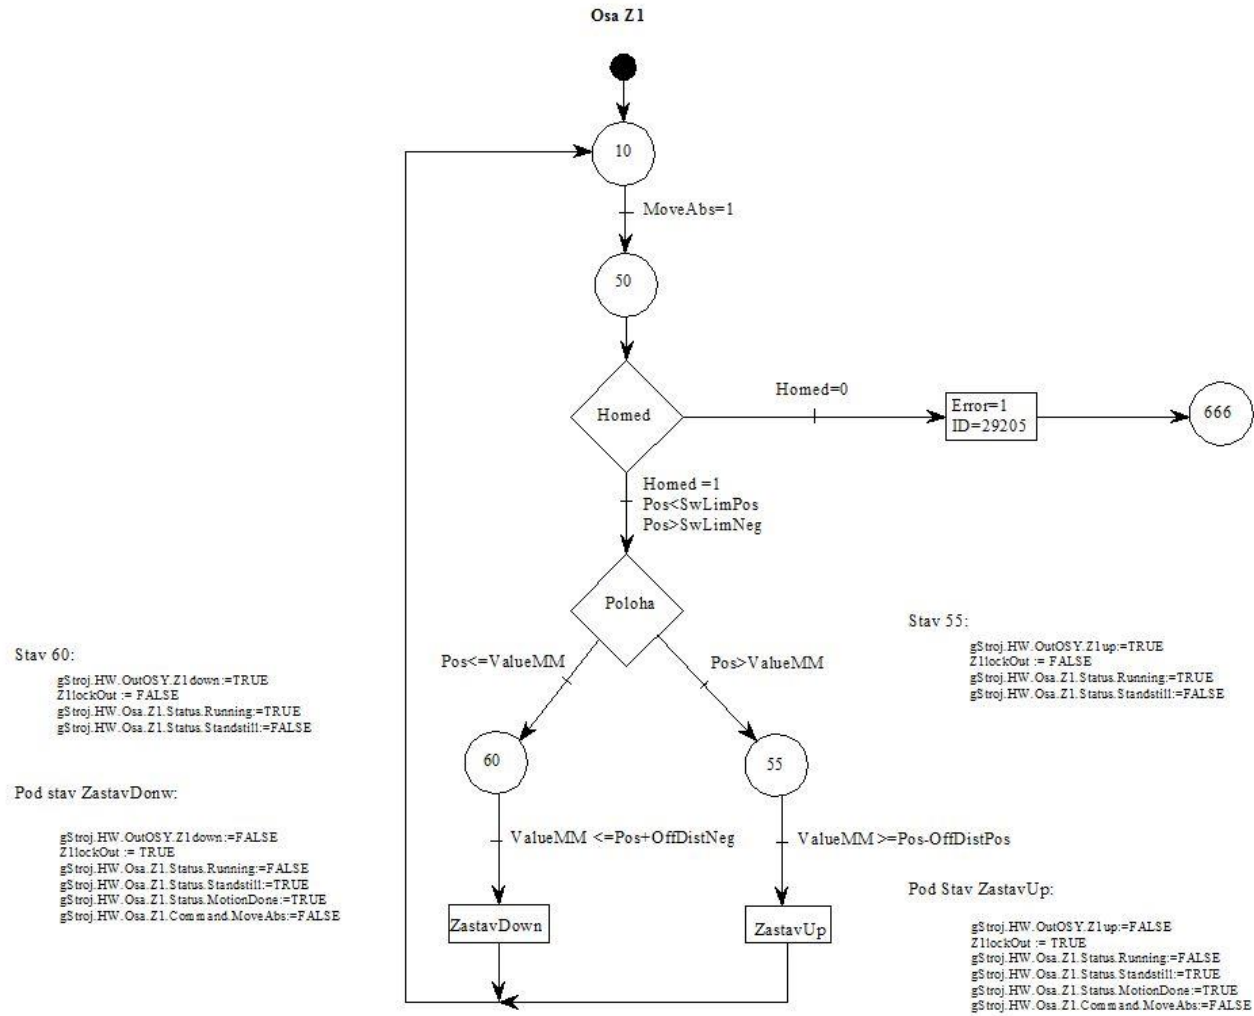 Osa Z1
10
MoveAbs=1
50
Homed
Homed=0
Error=1
ID=29205
666
Homed =1
Pos<SwLimPos
Pos>SwLimNeg
Poloha
Pos<=ValueMM
Pos>ValueMM
60
55
ValueMM <=Pos+OffDistNeg
ValueMM >=Pos-OffDistPos
ZastavDown
ZastavUp
Stav 60:
gStroj.HW.OutOSY.Z1down:=TRUE
Z1lockOut := FALSE
gStroj.HW.Osa.Z1.Status.Running:=TRUE
gStroj.HW.Osa.Z1.Status.Standstill:=FALSE
Pod stav ZastavDonw:
gStroj.HW.OutOSY.Z1down:=FALSE
Z1lockOut := TRUE
gStroj.HW.Osa.Z1.Status.Running:=FALSE
gStroj.HW.Osa.Z1.Status.Standstill:=TRUE
gStroj.HW.Osa.Z1.Status.MotionDone:=TRUE
gStroj.HW.Osa.Z1.Command.MoveAbs:=FALSE
Stav 55:
gStroj.HW.OutOSY.Z1up:=TRUE
Z1lockOut := FALSE
gStroj.HW.Osa.Z1.Status.Running:=TRUE
gStroj.HW.Osa.Z1.Status.Standstill:=FALSE
Pod Stav ZastavUp:
gStroj.HW.OutOSY.Z1up:=FALSE
Z1lockOut := TRUE
gStroj.HW.Osa.Z1.Status.Running:=FALSE
gStroj.HW.Osa.Z1.Status.Standstill:=TRUE
gStroj.HW.Osa.Z1.Status.MotionDone:=TRUE
gStroj.HW.Osa.Z1.Command.MoveAbs:=FALSE